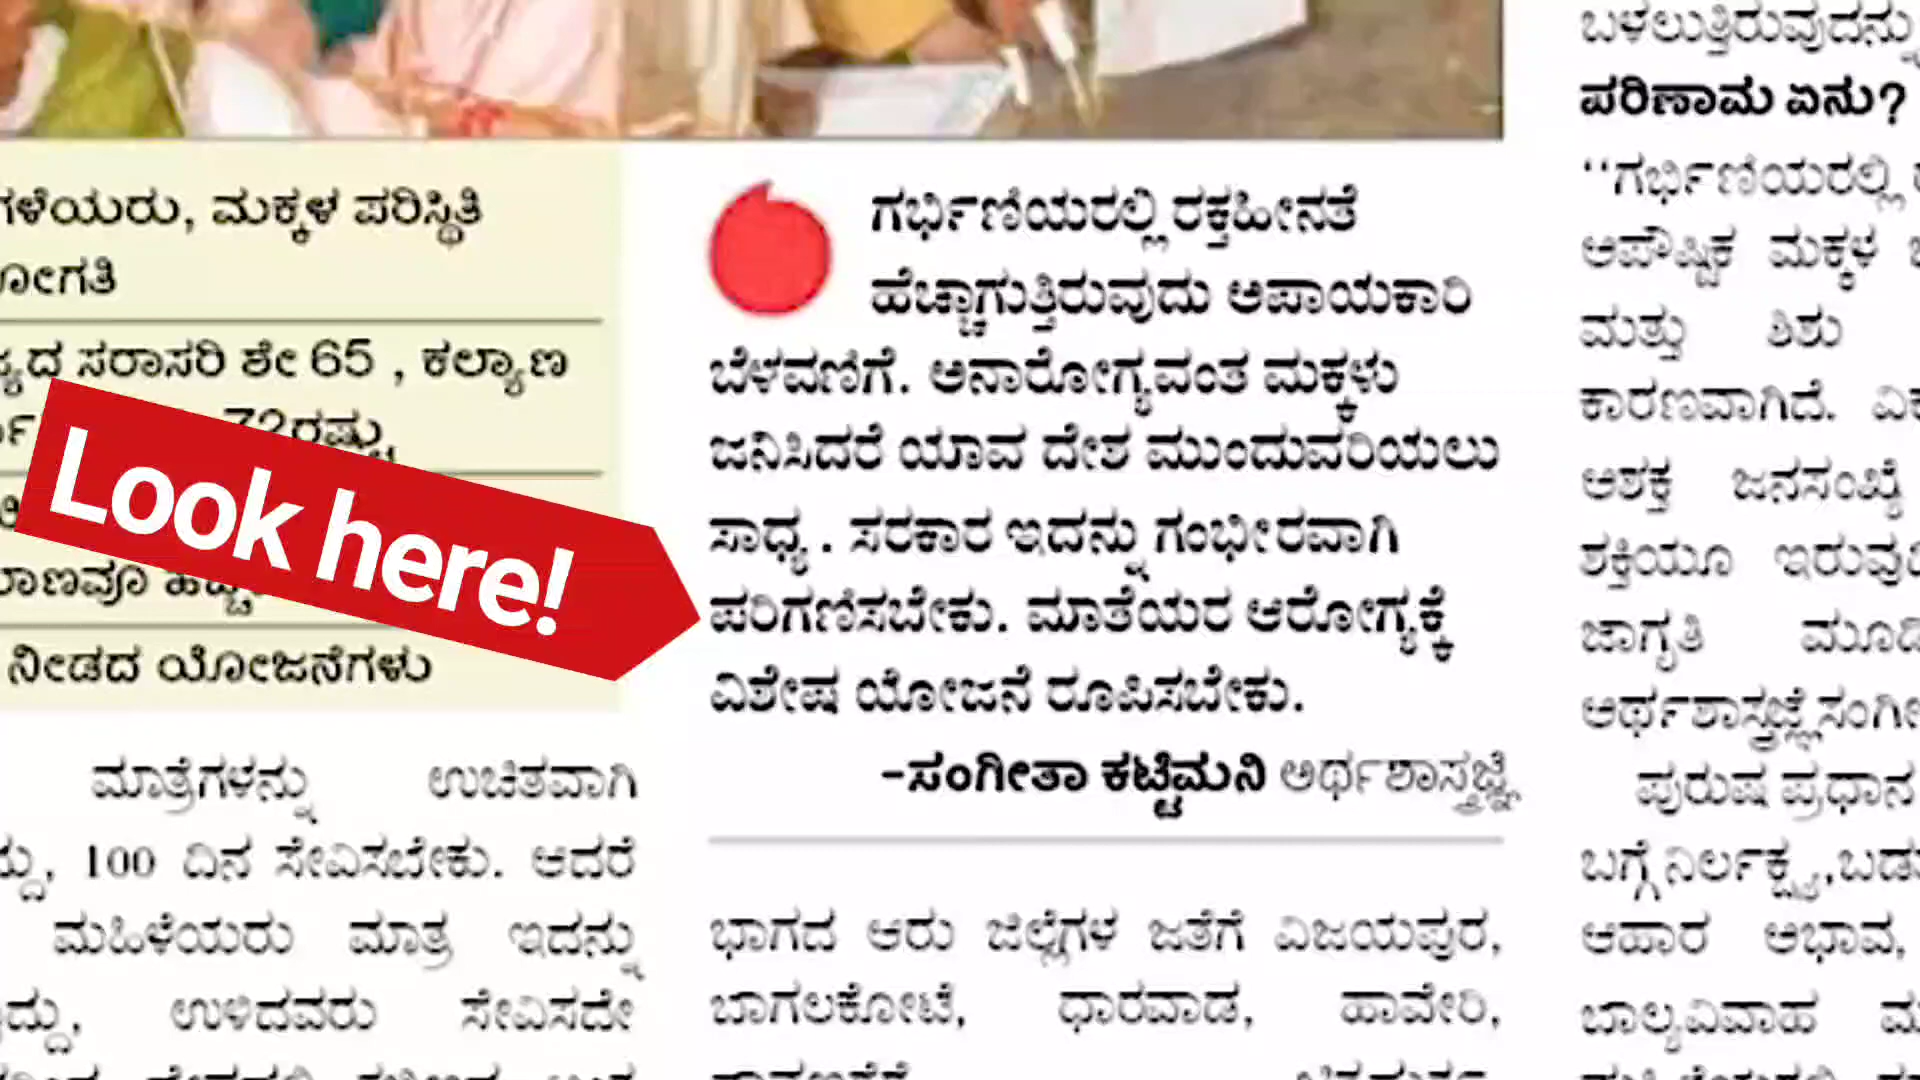 ಗಳೆಯರು, ಮಕ್ಕಳ ಪರಿಸ್ಥಿತಿ
ಸರಾಸರಿ ಶೇ 65 , ಕಲ್ಯಾಣ
72ರಷ್ಟು
Look here!
ನೀಡದ ಯೋಜನೆಗಳು
ಮಾತ್ರೆಗಳನ್ನು ಉಚಿತವಾಗಿ
100 ದಿನ ಸೇವಿಸಬೇಕು. ಆದರೆ
ಮಹಿಳೆಯರು ಮಾತ್ರ ಇದನ್ನು
ಉಳಿದವರು ಸೇವಿಸದೇ
ಗರ್ಭಿಣಿಯರಲ್ಲಿ ರಕ್ತಹೀನತೆ
ಹೆಚ್ಚಾಗುತ್ತಿರುವುದು ಅಪಾಯಕಾರಿ
ಬೆಳವಣಿಗೆ. ಅನಾರೋಗ್ಯವಂತ ಮಕ್ಕಳು
ಜನಿಸಿದರೆ ಯಾವ ದೇಶ ಮುಂದುವರಿಯಲು
ಸಾಧ್ಯ . ಸರಕಾರ ಇದನ್ನು ಗಂಭೀರವಾಗಿ
ಪರಿಗಣಿಸಬೇಕು. ಮಾತೆಯರ ಆರೋಗ್ಯಕ್ಕೆ
ವಿಶೇಷ ಯೋಜನೆ ರೂಪಿಸಬೇಕು.
-ಸಂಗೀತಾ ಕಟ್ಟಿಮನಿ ಅರ್ಥಶಾಸ್ತ್ರಜ್ಞೆ
ಭಾಗದ ಆರು ಜಿಲ್ಲೆಗಳ ಜತೆಗೆ ವಿಜಯಪುರ,
ಬಾಗಲಕೋಟೆ, ಧಾರವಾಡ, ಹಾವೇರಿ,
ಬಳಲುತ್ತಿರುವುದನ್ನು
ಪರಿಣಾಮ ಏನು?
‘‘ಗರ್ಭಿಣಿಯರಲ್ಲಿ
ಅಪೌಷ್ಟಿಕ ಮಕ್ಕಳ
ಮತ್ತು ಶಿಶು
ಕಾರಣವಾಗಿದೆ.
ಅಶಕ್ತ ಜನಸಂಖ್ಯೆ
ಶಕ್ತಿಯೂ
ಜಾಗೃತಿ
ಅರ್ಥಶಾಸ್ತ್ರಜ್ಞೆ
ಪುರುಷ ಪ್ರಧಾನ
ಬಗ್ಗೆ ನಿರ್ಲಕ್ಷ್ಯ,
ಆಹಾರ ಅಭಾವ,
ಬಾಲ್ಯವಿವಾಹ